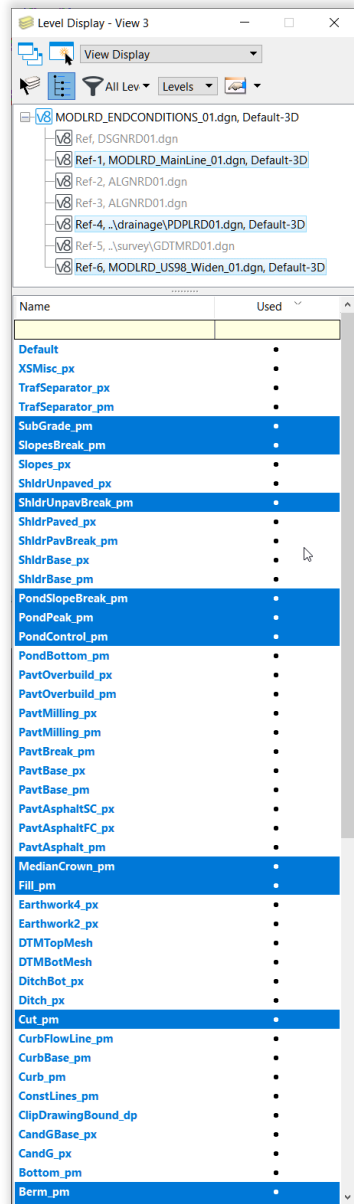 Level Display - View 3
View Display
All Lev
Levels
MODLRD_ENDCONDITIONS_01.dgn, Default-3D
Ref, DSGNRD01.dgn
Ref-1, MODLRD_MainLine_01.dgn, Default-3D
Ref-2, ALGNRD01.dgn
Ref-3, ALGNRD01.dgn
Ref-4, ..\drainage\PDPLRD01.dgn, Default-3D
Ref-5, ..\survey\GDTMRD01.dgn
Ref-6, MODLRD_US98_Widen_01.dgn, Default-3D
Name Used
Default
XSMisc_px
TrafSeparator_px
TrafSeparator_pm
SubGrade_pm
SlopesBreak_pm
Slopes_px
ShldrUnpaved_px
ShldrUnpavBreak_pm
ShldrPaved_px
ShldrPavBreak_pm
ShldrBase_px
ShldrBase_pm
PondSlopeBreak_pm
PondPeak_pm
PondControl_pm
PondBottom_pm
PavtOverbuild_px
PavtOverbuild_pm
PavtMilling_px
PavtMilling_pm
PavtBreak_pm
PavtBase_px
PavtBase_pm
PavtAsphaltSC_px
PavtAsphaltFC_px
PavtAsphalt_pm
MedianCrown_pm
Fill_pm
Earthwork4_px
Earthwork2_px
DTMTopMesh
DTMBotMesh
DitchBot_px
Ditch_px
Cut_pm
CurbFlowLine_pm
CurbBase_pm
Curb_pm
ConstLines_pm
ClipDrawingBound_dp
CandGBase_px
CandG_px
Bottom_pm
Berm_pm